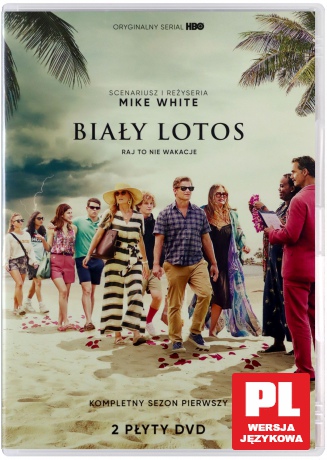 ORYGINALNY SERIAL HBO
SCENARIUSZ I REŻYSERIA
MIKE WHITE
BIAŁY LOTOS
RAJ TO NIE WAKACJE
KOMPLETNY SEZON PIERWSZY
2 PŁYTY DVD
PL
WERSJA
JĘZYKOWA